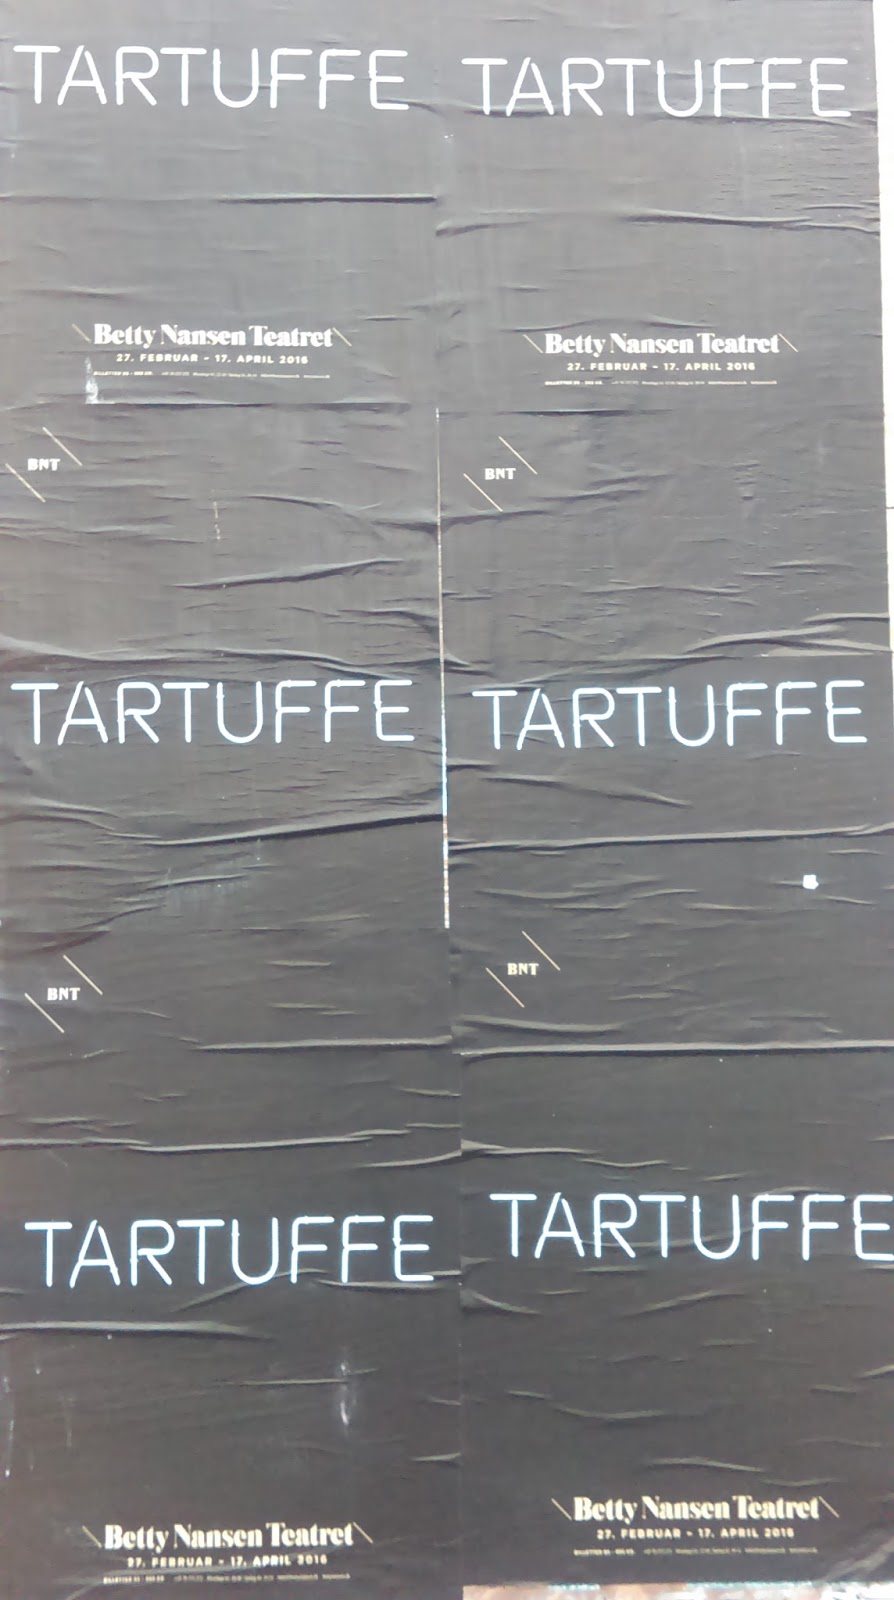 TARTUFFE
Betty Nansen Teatret
27. FEBRUAR - 17. APRIL 2016
TARTUFFE
Betty Nansen Teatret
27. FEBRUAR - 17. APRIL 2016
BNT
TARTUFFE
BNT
TARTUFFE
BNT
TARTUFFE
Betty Nansen Teatret
27. FEBRUAR - 17. APRIL 2016
BNT
TARTUFFE
Betty Nansen Teatret
27. FEBRUAR - 17. APRIL 2016